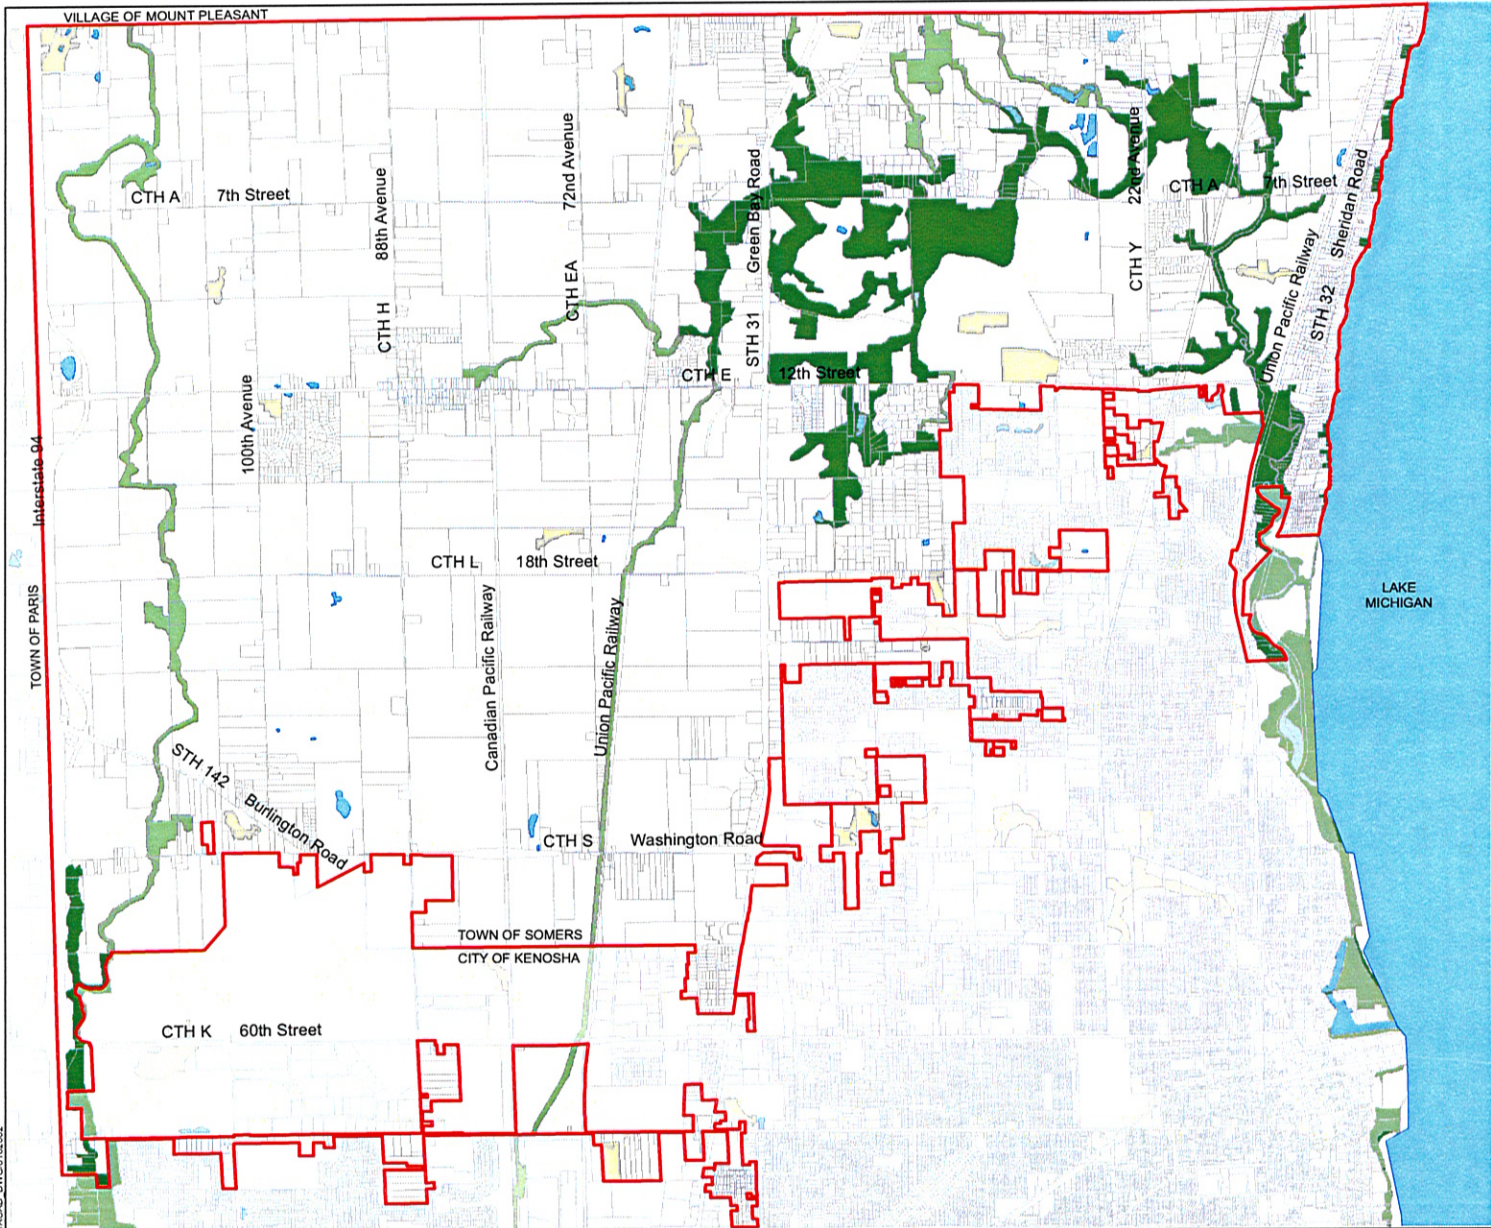 VILLAGE OF MOUNT PLEASANT
CTH A 7th Street
88th Avenue
72nd Avenue
Green Bay Road
22nd Avenue
CTH A 7th Street
Sheridan Road
CTH H
CTH EA
STH 31
CTH Y
Union Pacific Railway
STH 32
CTH E 12th Street
100th Avenue
Interstate 94
CTH L 18th Street
TOWN OF PARIS
Canadian Pacific Railway
Union Pacific Railway
LAKE
MICHIGAN
STH 142 Burlington Road
CTH S Washington Road
TOWN OF SOMERS
CITY OF KENOSHA
CTH K 60th Street